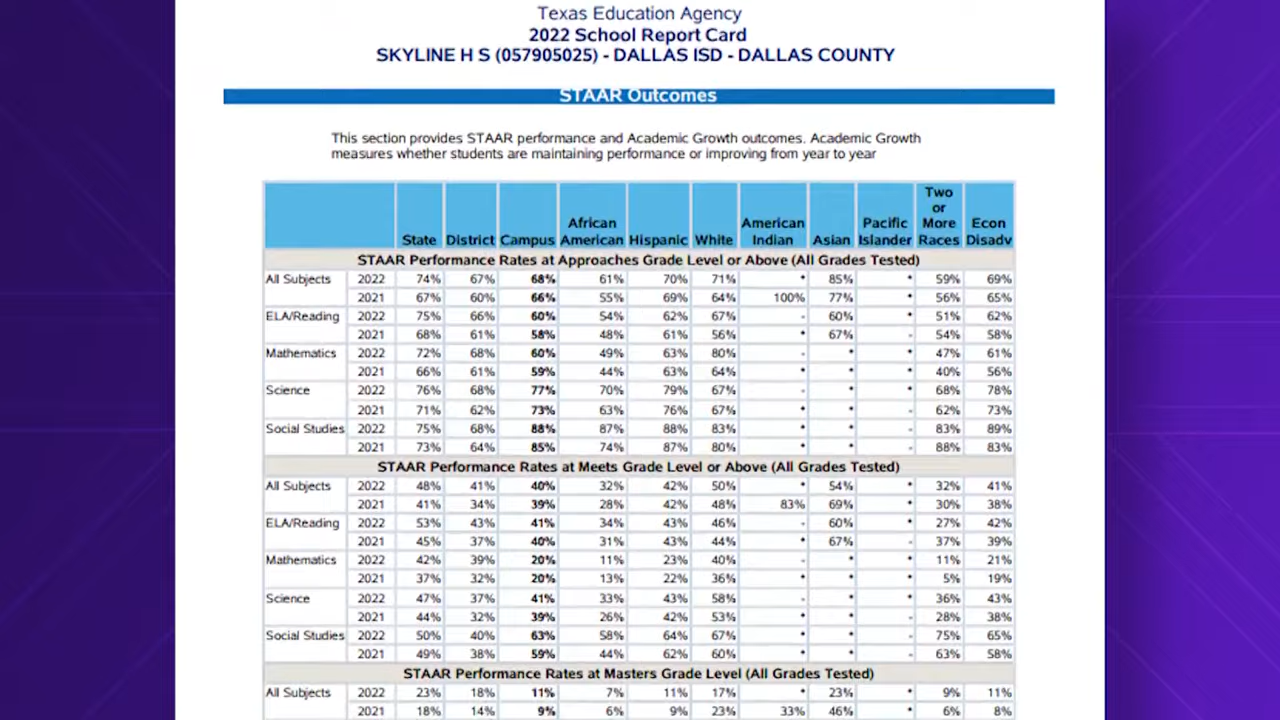 Texas Education Agency
2022 School Report Card
SKYLINE H S (057905025) - DALLAS ISD - DALLAS COUNTY
STAAR Outcomes
This section provides STAAR performance and Academic Growth outcomes. Academic Growth
measures whether students are maintaining performance or improving from year to year
State District Campus African American Hispanic White American Indian Asian Pacific Islander Two or More Races Econ Disadv
STAAR Performance Rates at Approaches Grade Level or Above (All Grades Tested)
All Subjects 2022 74% 67% 68% 61% 70% 71% * 85% * 59% 69%
2021 67% 60% 66% 55% 69% 64% 100% 77% * 56% 65%
ELA/Reading 2022 75% 66% 60% 54% 62% 67% - 60% * 51% 62%
2021 68% 61% 58% 48% 61% 56% * 67% - 54% 58%
Mathematics 2022 72% 68% 60% 49% 63% 80% - * * 47% 61%
2021 66% 61% 59% 44% 63% 64% * * * 40% 56%
Science 2022 76% 68% 77% 70% 79% 67% - * * 68% 78%
2021 71% 62% 73% 63% 76% 67% * * - 62% 73%
Social Studies 2022 75% 68% 88% 87% 88% 83% * * - 83% 89%
2021 73% 64% 85% 74% 87% 80% * * - 88% 83%
STAAR Performance Rates at Meets Grade Level or Above (All Grades Tested)
All Subjects 2022 48% 41% 40% 32% 42% 50% * 54% * 32% 41%
2021 41% 34% 39% 28% 42% 48% 83% 69% * 30% 38%
ELA/Reading 2022 53% 43% 41% 34% 43% 46% - 60% * 27% 42%
2021 45% 37% 40% 31% 43% 44% * 67% - 37% 39%
Mathematics 2022 42% 39% 20% 11% 23% 40% - * * 11% 21%
2021 37% 32% 20% 13% 22% 36% * * * 5% 19%
Science 2022 47% 37% 41% 33% 43% 58% - * * 36% 43%
2021 44% 32% 39% 26% 42% 53% * * - 28% 38%
Social Studies 2022 50% 40% 63% 58% 64% 67% * * - 75% 65%
2021 49% 38% 59% 44% 62% 60% * * - 63% 58%
STAAR Performance Rates at Masters Grade Level (All Grades Tested)
All Subjects 2022 23% 18% 11% 7% 11% 17% * 23% * 9% 11%
2021 18% 14% 9% 6% 9% 23% 33% 46% * 6% 8%